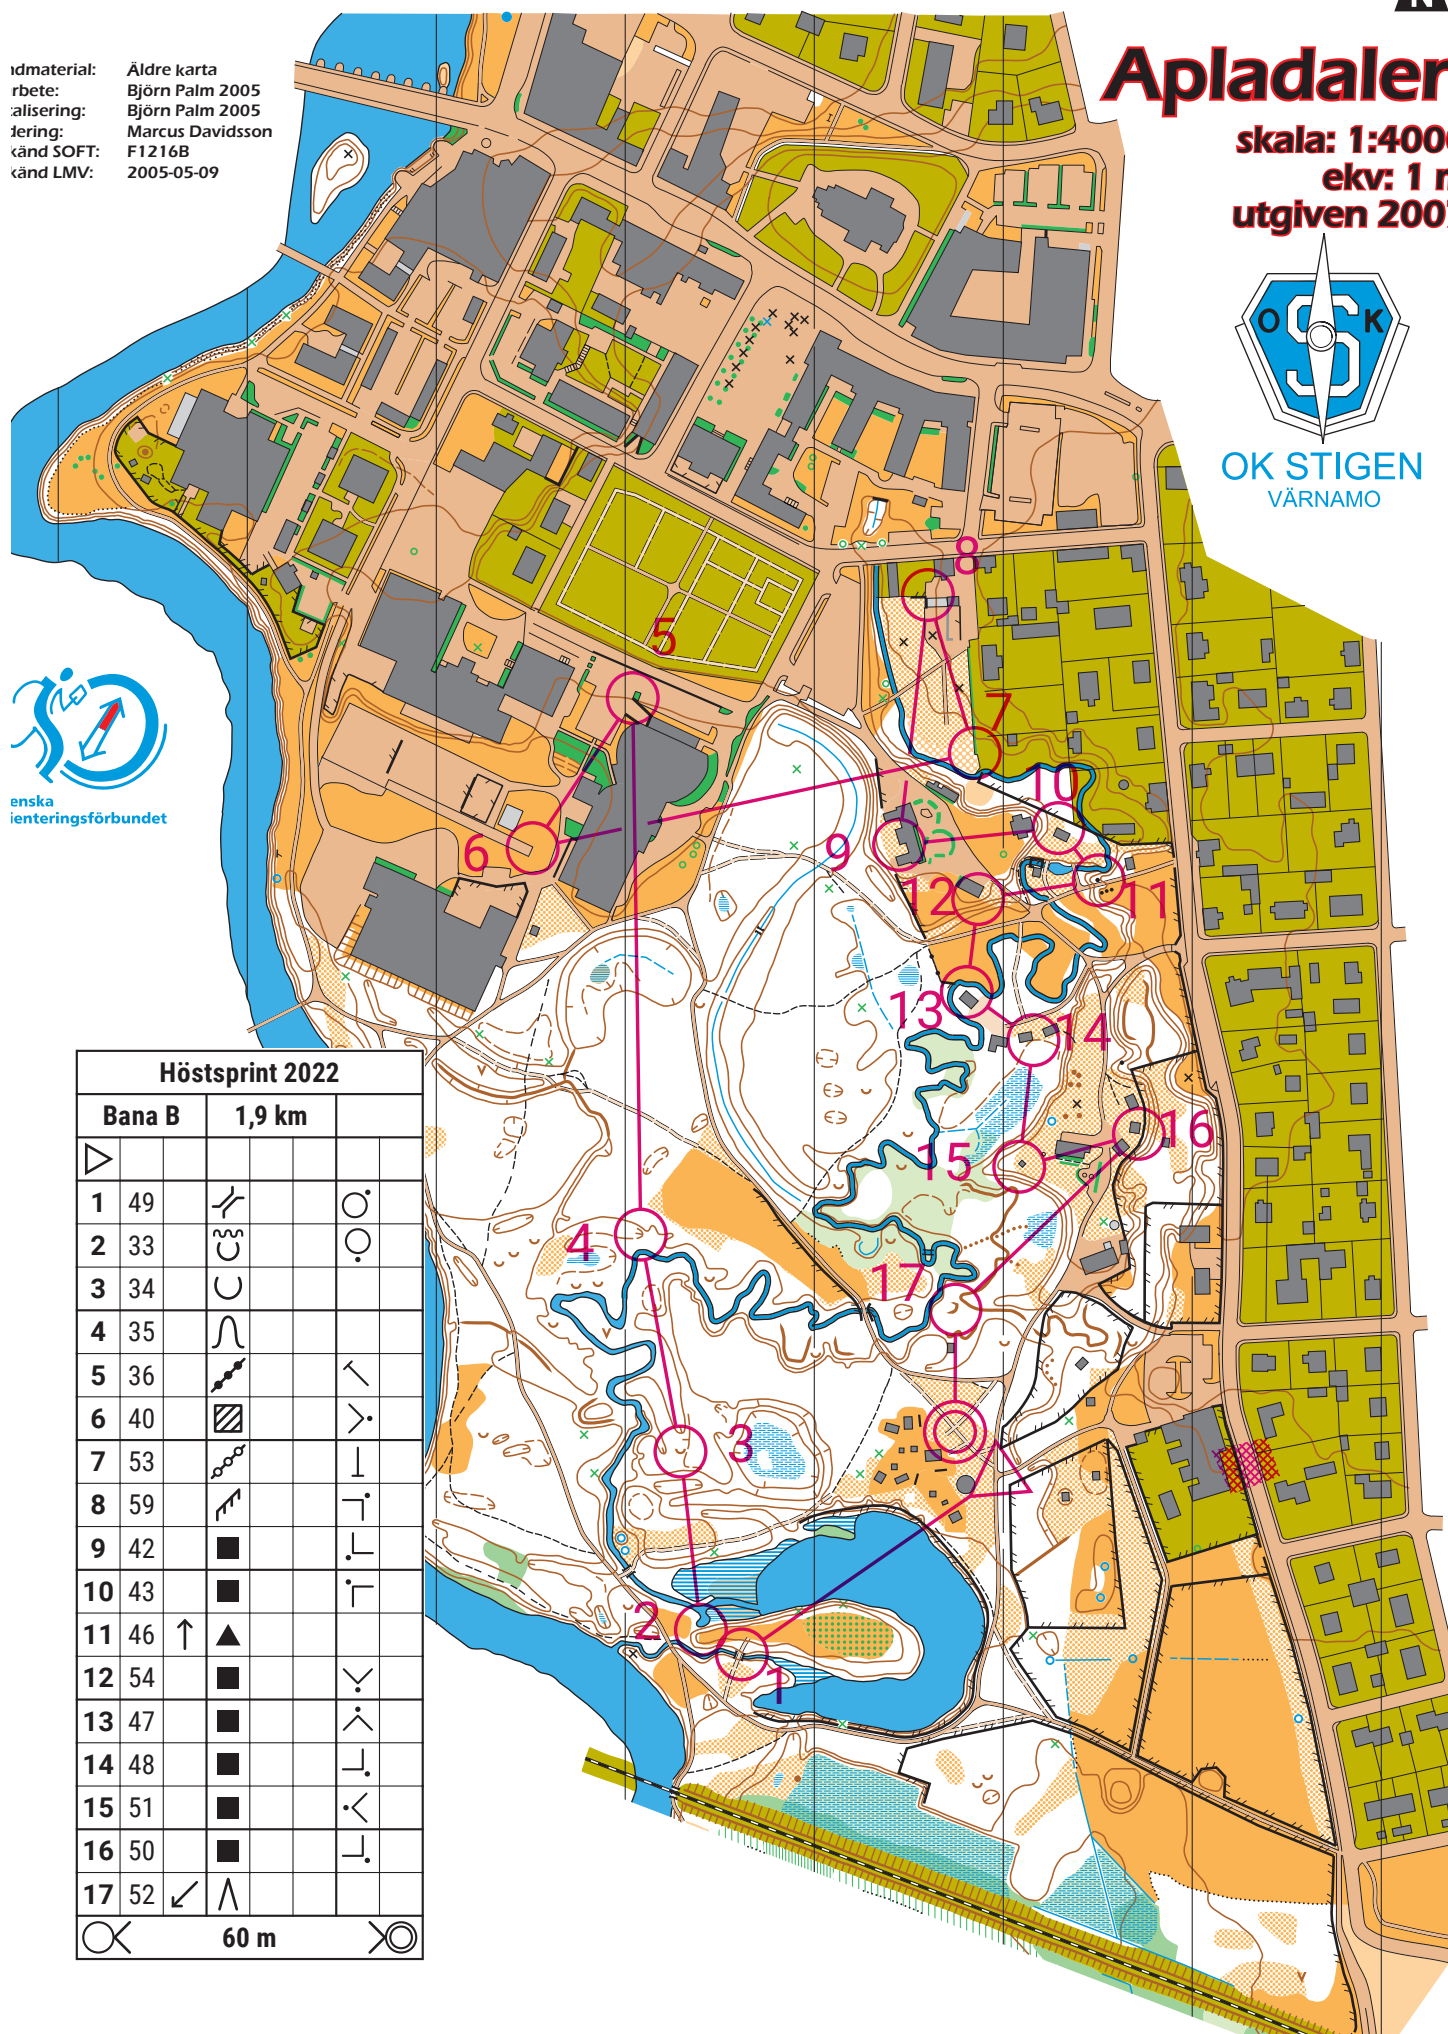 N
ndmaterial: Äldre karta
rbete: Björn Palm 2005
talisering: Björn Palm 2005
dering: Marcus Davidsson
känd SOFT: F1216B
känd LMV: 2005-05-09
Apladalen
skala: 1:4000
ekv: 1 m
utgiven 2007
O S K
OK STIGEN
VÄRNAMO
enska
ienteringsförbundet
8
5
7
10
6
9
12
11
13
14
16
15
4
17
3
2
1
Höstsprint 2022
Bana B 1,9 km
1 49
2 33
3 34
4 35
5 36
6 40
7 53
8 59
9 42
10 43
11 46
12 54
13 47
14 48
15 51
16 50
17 52
60 m